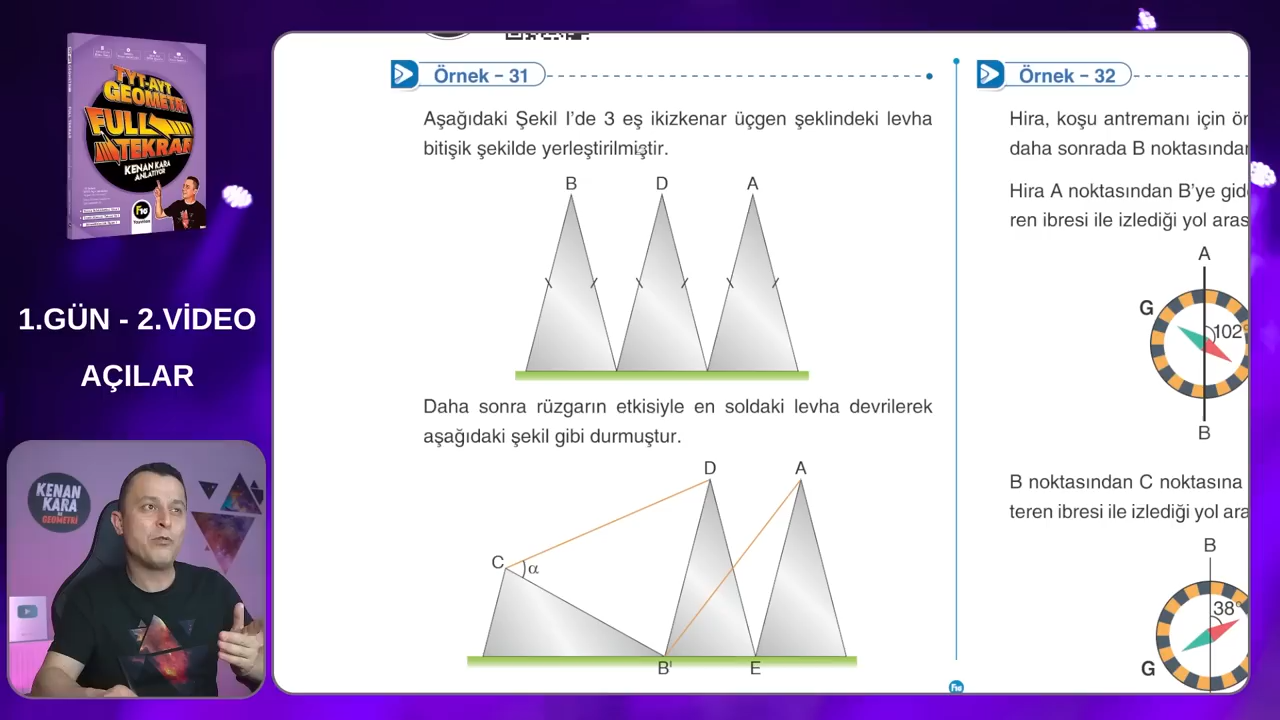 TYT-AYT
GEOMETRİ
FULL
TEKRAR
KENAN KARA
ANLATIYOR
1.GÜN - 2.VİDEO
AÇILAR
KENAN
KARA
GEOMETRİ
Örnek – 31
Aşağıdaki Şekil I'de 3 eş ikizkenar üçgen şeklindeki levha
bitişik şekilde yerleştirilmiştir.
B D A
Daha sonra rüzgarın etkisiyle en soldaki levha devrilerek
aşağıdaki şekil gibi durmuştur.
D A
C α
B' E
Örnek – 32
Hira, koşu antremanı için ör
daha sonrada B noktasından
Hira A noktasından B'ye gide
ren ibresi ile izlediği yol aras
A
G
102°
B
B noktasından C noktasına
teren ibresi ile izlediği yol ara
B
38°
G
F10